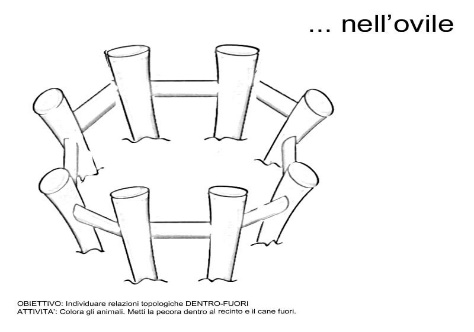 ... nell'ovile
OBIETTIVO: Individuare relazioni topologiche DENTRO-FUORI
ATTIVITA': Colora gli animali. Metti la pecora dentro al recinto e il cane fuori.